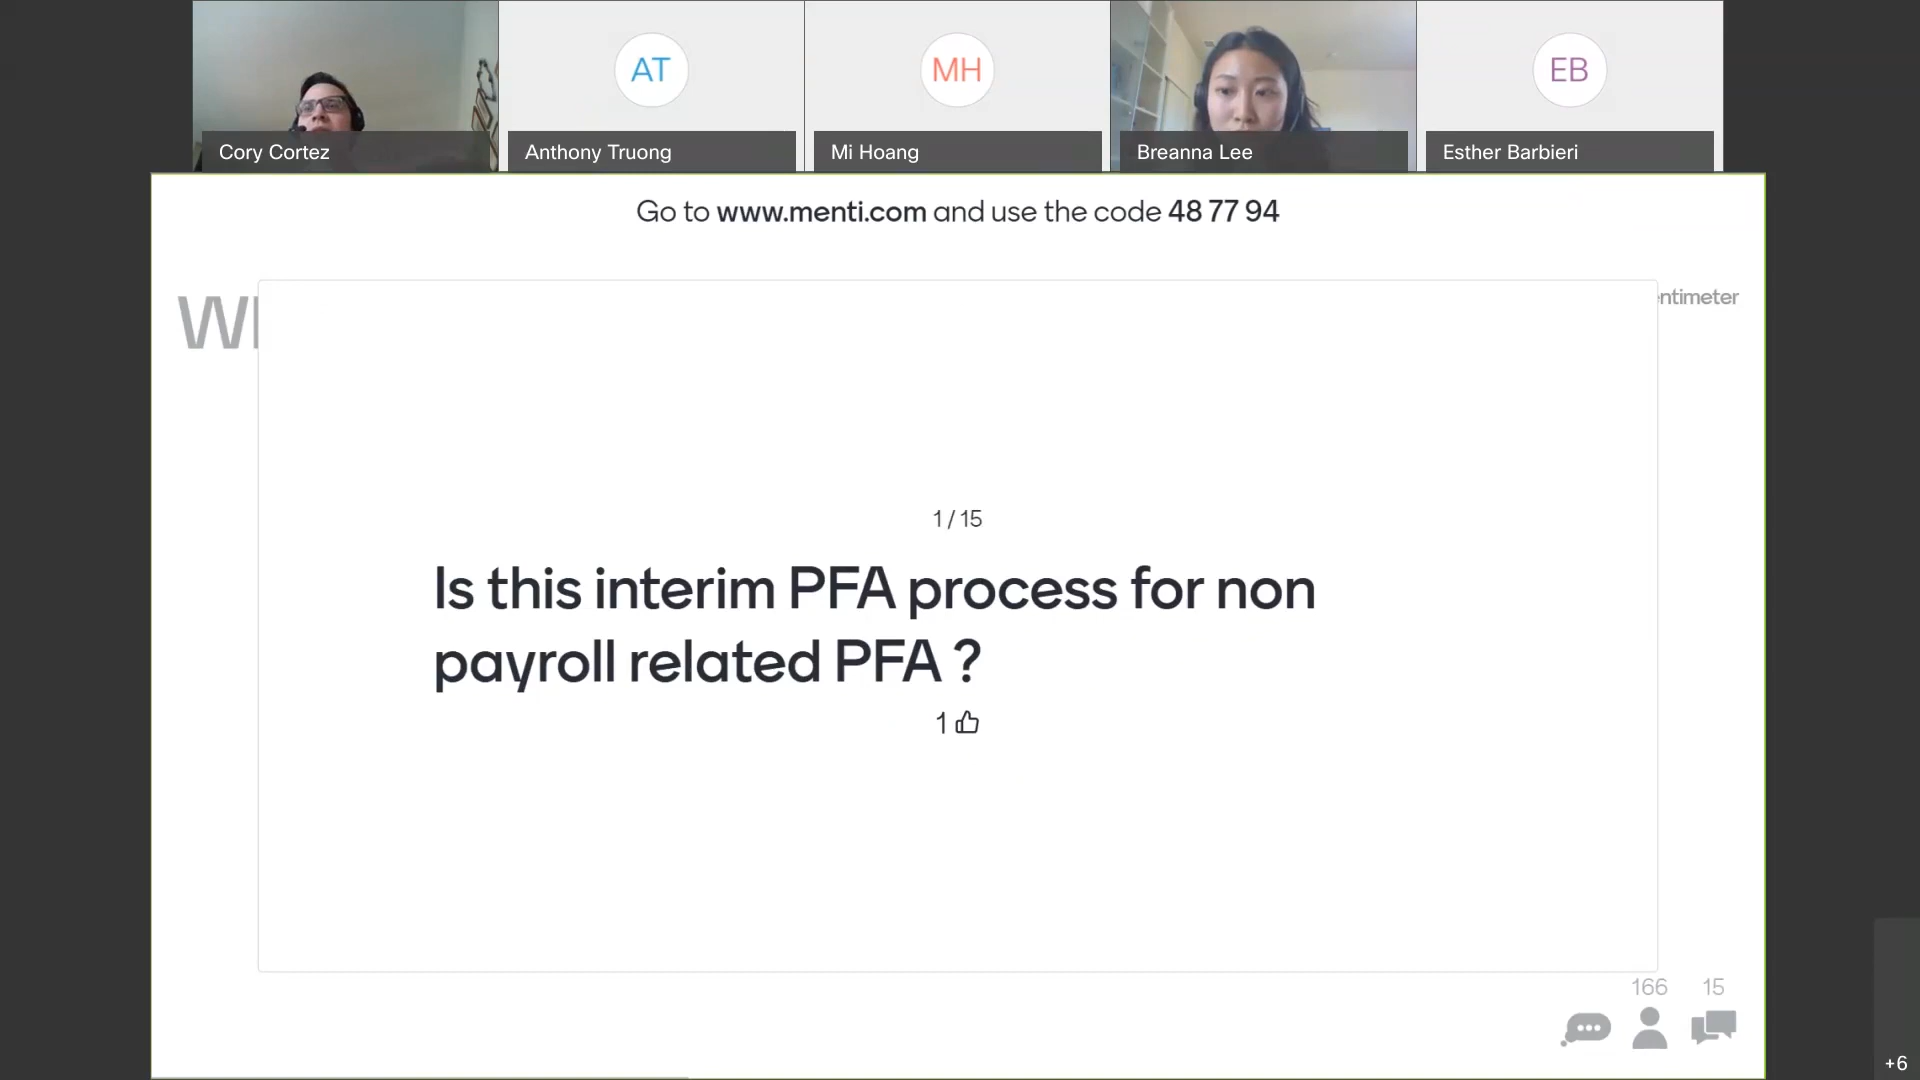 AT
MH
EB
Cory Cortez
Anthony Truong
Mi Hoang
Breanna Lee
Esther Barbieri
Go to www.menti.com and use the code 48 77 94
W
entimeter
1 / 15
Is this interim PFA process for non
payroll related PFA ?
1
166
15
+6